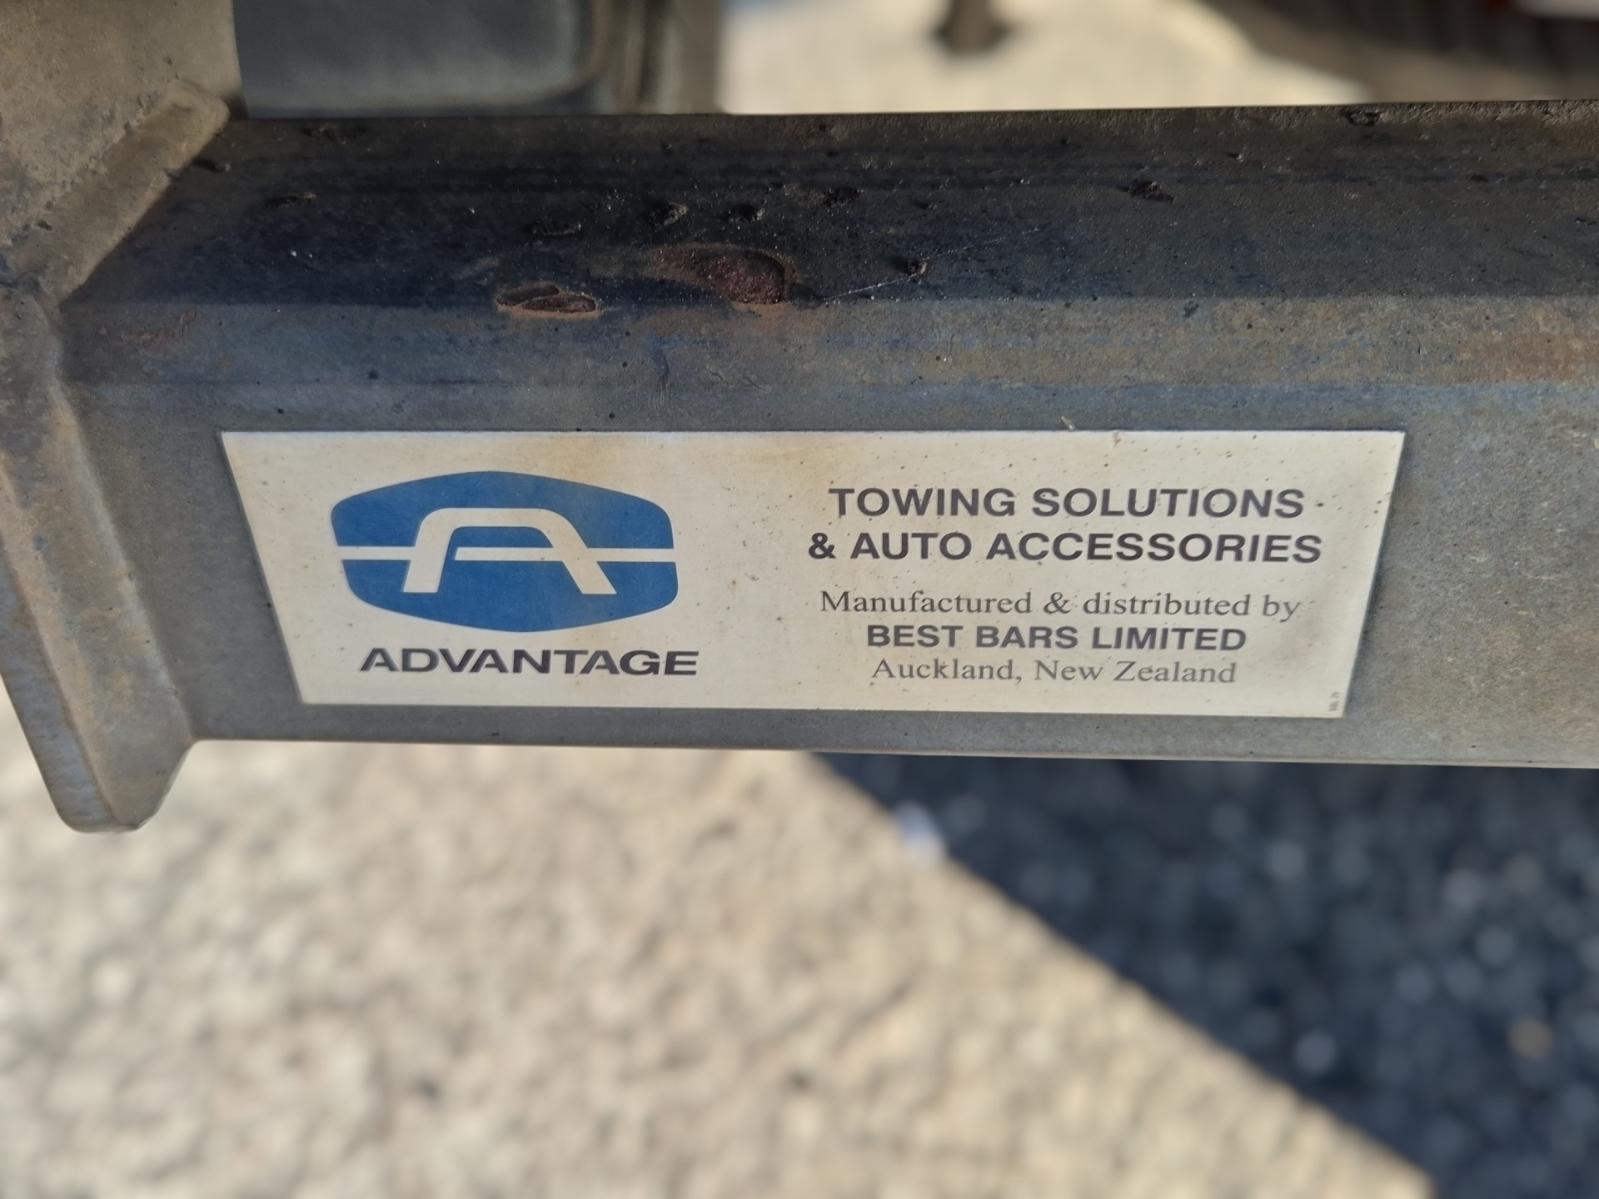 ADVANTAGE
TOWING SOLUTIONS
& AUTO ACCESSORIES
Manufactured & distributed by
BEST BARS LIMITED
Auckland, New Zealand